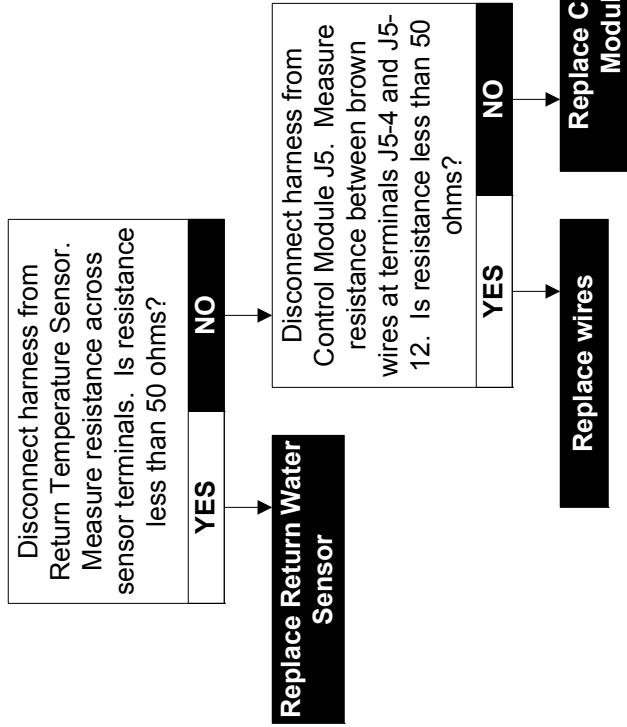 Disconnect harness from
Return Temperature Sensor.
Measure resistance across
sensor terminals.  Is resistance
less than 50 ohms?
YES
NO
Replace Return Water
Sensor
Disconnect harness from
Control Module J5.  Measure
resistance between brown
wires at terminals J5-4 and J5-
12.  Is resistance less than 50
ohms?
YES
NO
Replace wires
Replace C
Modul